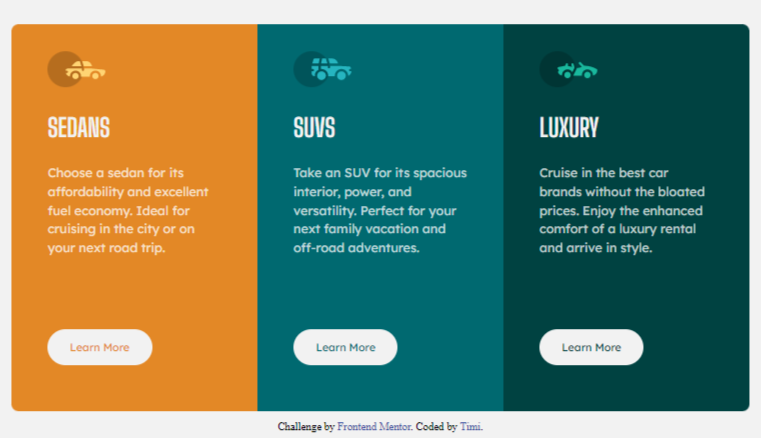 SEDANS
Choose a sedan for its
affordability and excellent
fuel economy. Ideal for
cruising in the city or on
your next road trip.
Learn More
SUVS
Take an SUV for its spacious
interior, power, and
versatility. Perfect for your
next family vacation and
off-road adventures.
Learn More
LUXURY
Cruise in the best car
brands without the bloated
prices. Enjoy the enhanced
comfort of a luxury rental
and arrive in style.
Learn More
Challenge by Frontend Mentor. Coded by Timi.